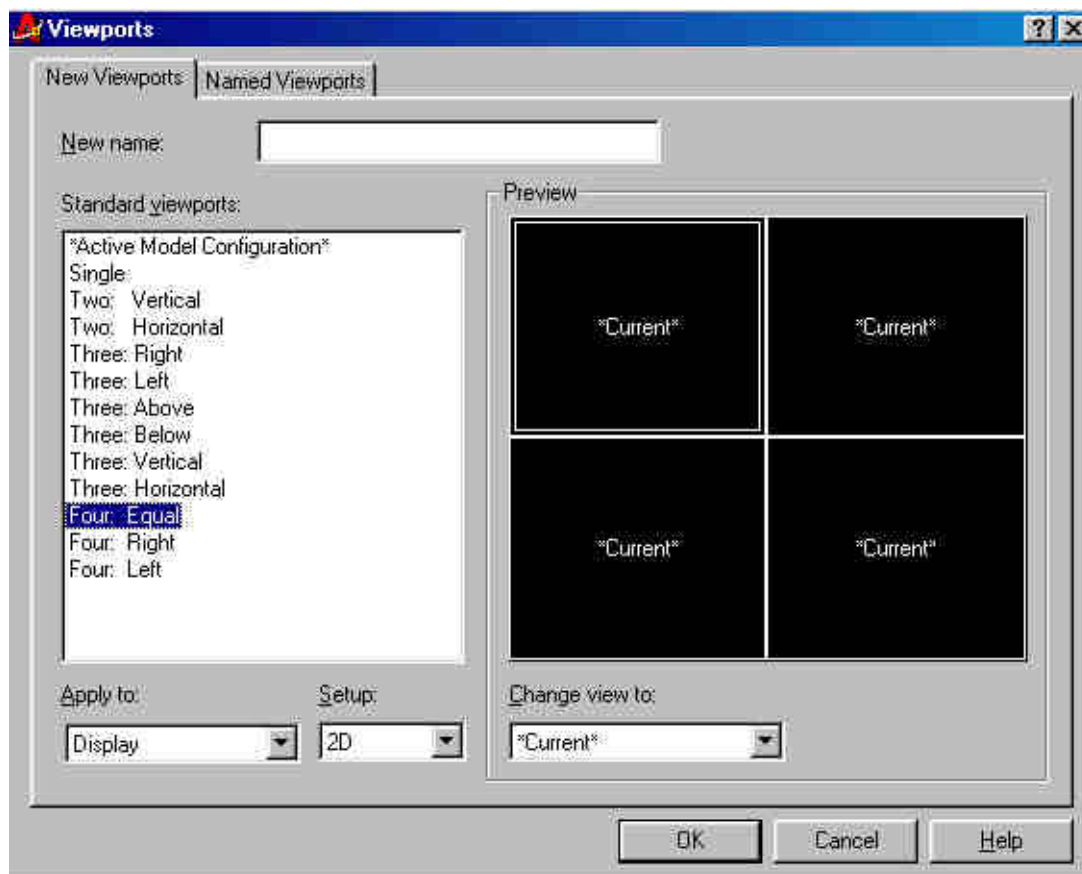 Viewports
New Viewports
Named Viewports
New name:
Standard viewports:
*Active Model Configuration*
Single
Two: Vertical
Two: Horizontal
Three: Right
Three: Left
Three: Above
Three: Below
Three: Vertical
Three: Horizontal
Four: Equal
Four: Right
Four: Left
Apply to:
Display
Setup:
2D
Preview
*Current*
*Current*
*Current*
*Current*
Change view to:
*Current*
OK
Cancel
Help